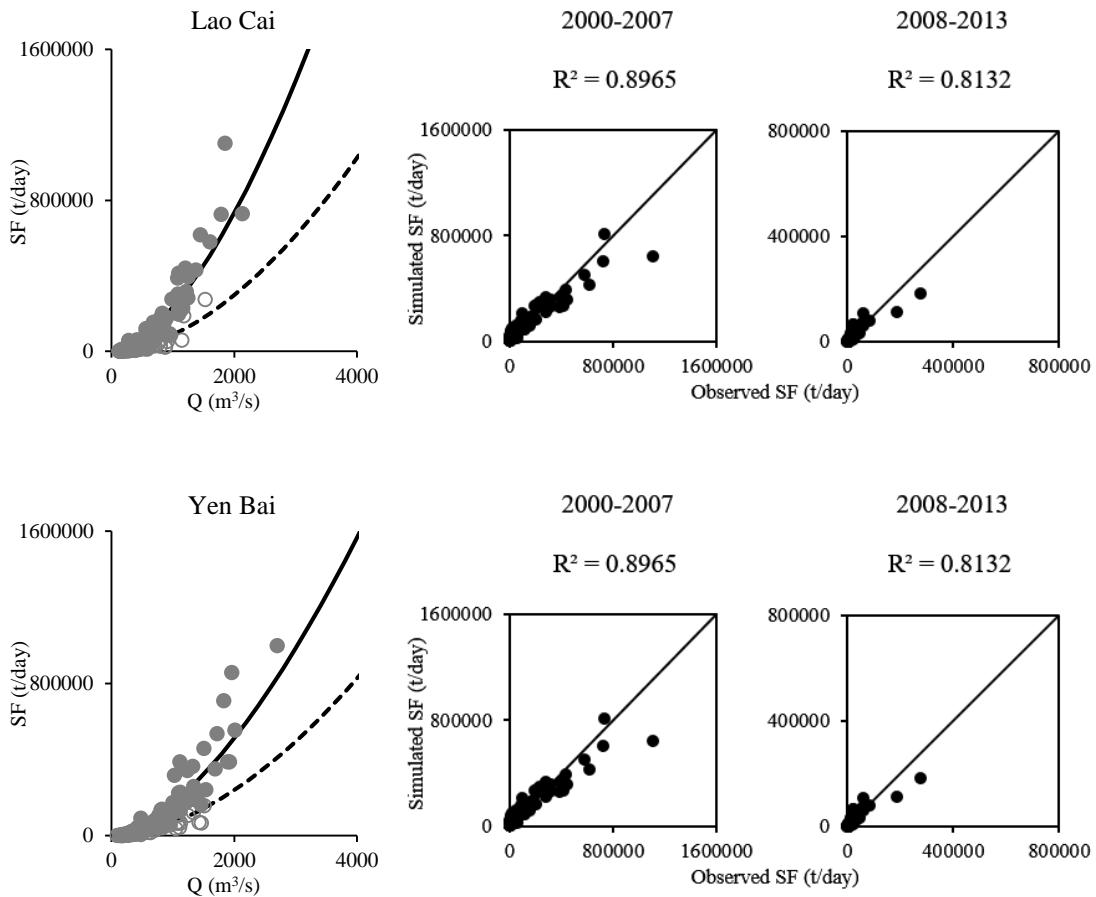 Lao Cai
1600000
800000
0
SF (t/day)
0 2000 4000
Q (m³/s)
2000-2007
R² = 0.8965
1600000
800000
0
Simulated SF (t/day)
0 800000 1600000
2008-2013
R² = 0.8132
800000
400000
0
0 400000 800000
Observed SF (t/day)
Yen Bai
1600000
800000
0
SF (t/day)
0 2000 4000
Q (m³/s)
2000-2007
R² = 0.8965
1600000
800000
0
Simulated SF (t/day)
0 800000 1600000
2008-2013
R² = 0.8132
800000
400000
0
0 400000 800000
Observed SF (t/day)